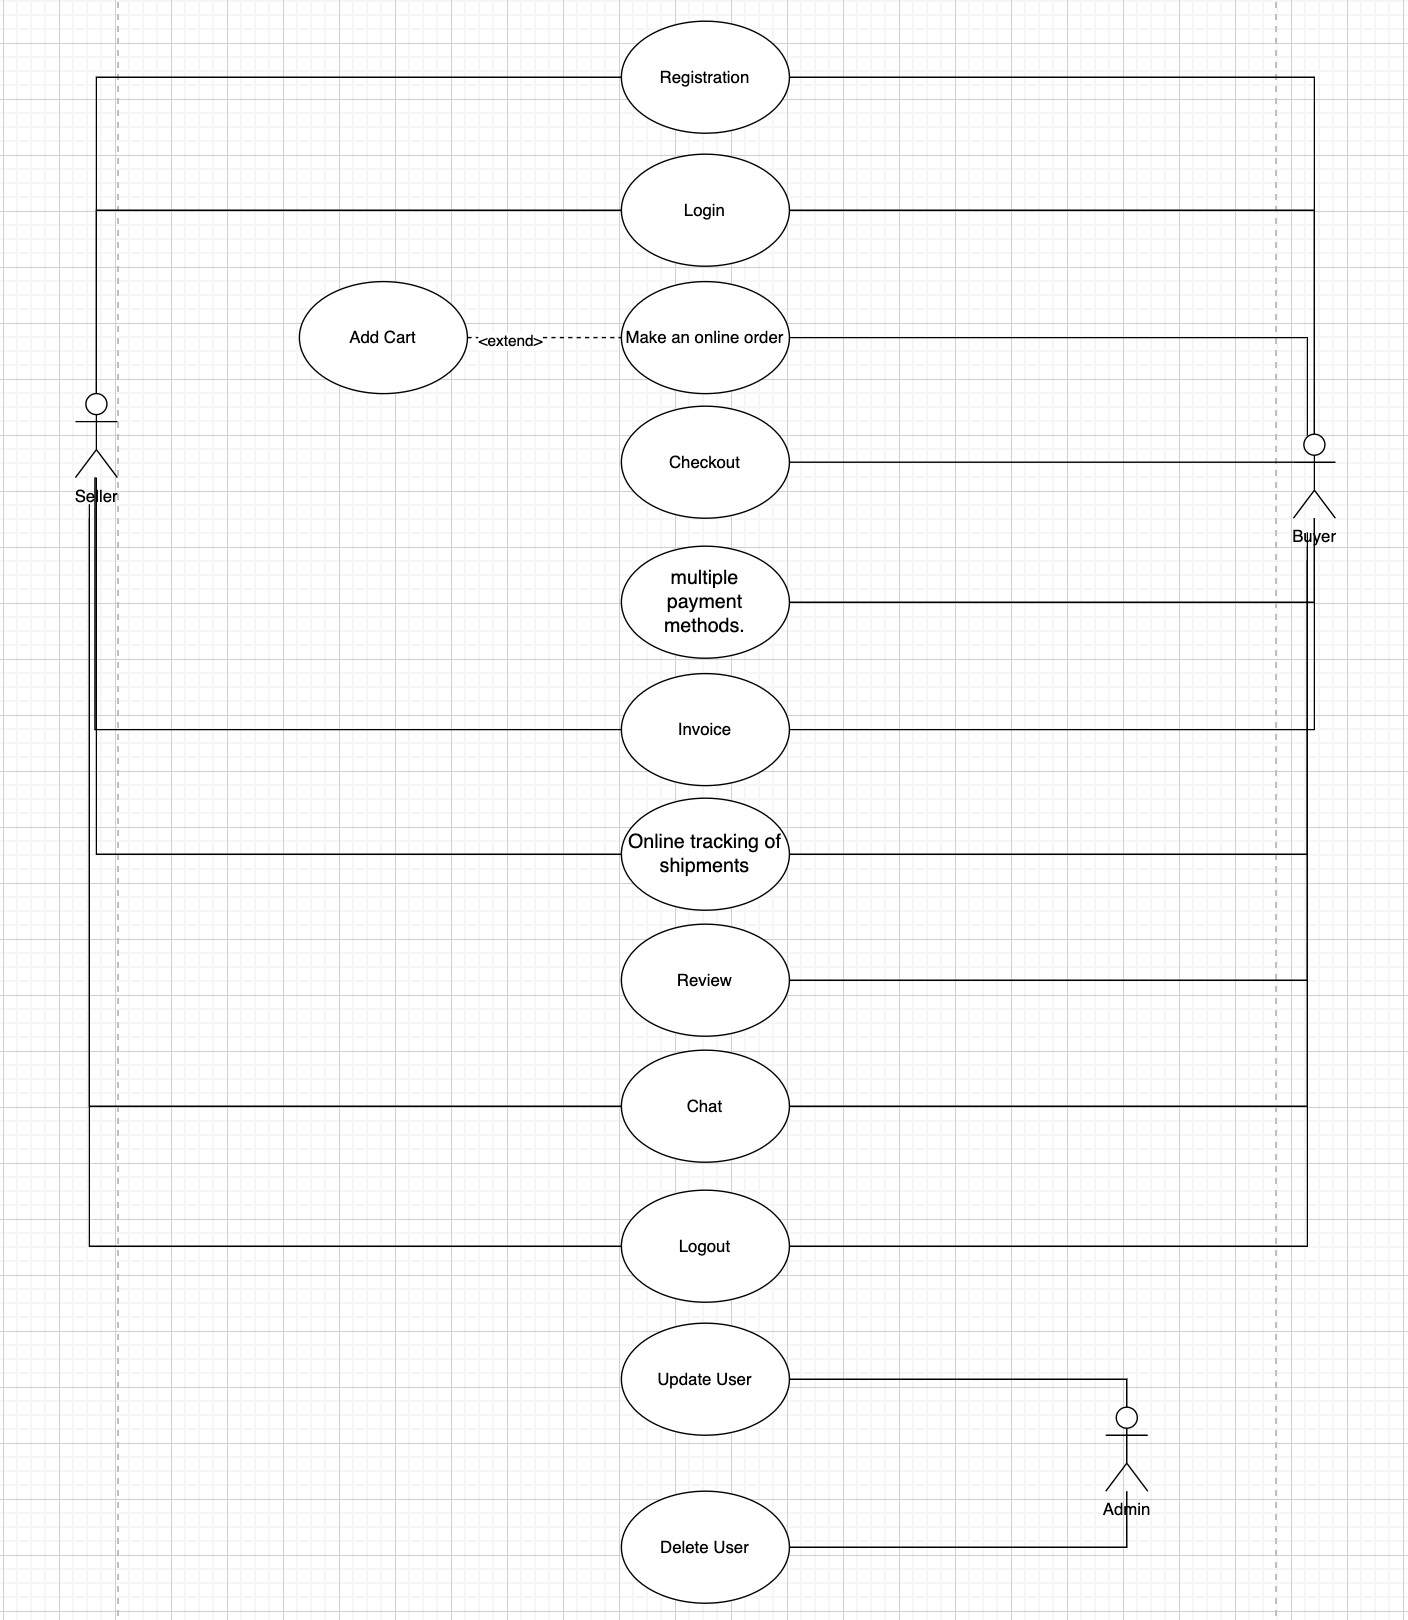 Registration
Login
Add Cart
<extend>
Make an online order
Checkout
Seller
Buyer
multiple
payment
methods.
Invoice
Online tracking of
shipments
Review
Chat
Logout
Update User
Admin
Delete User